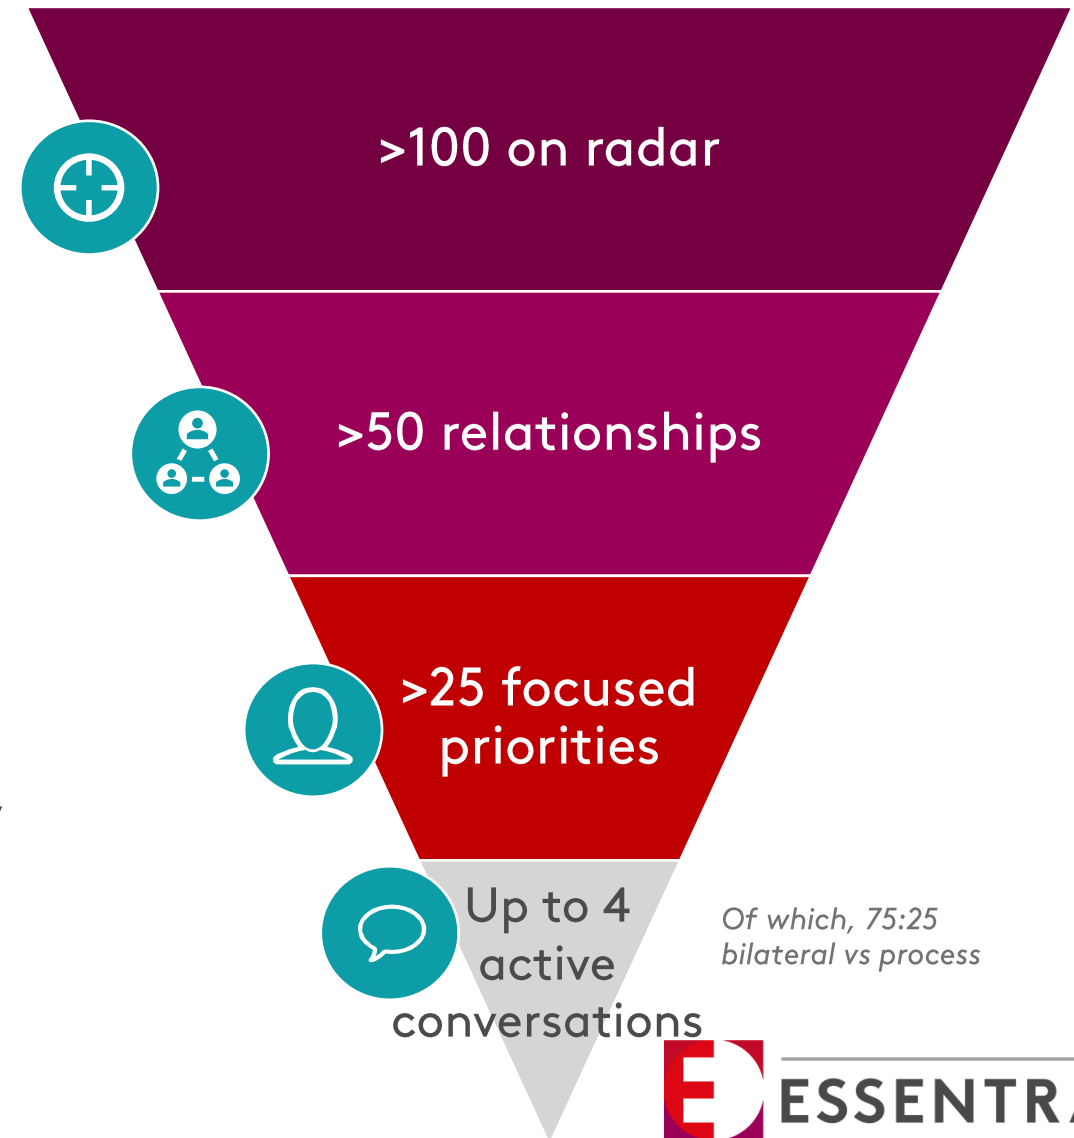 >100 on radar
>50 relationships
>25 focused
priorities
Up to 4
active
conversations
Of which, 75:25
bilateral vs process
ESSENTRA